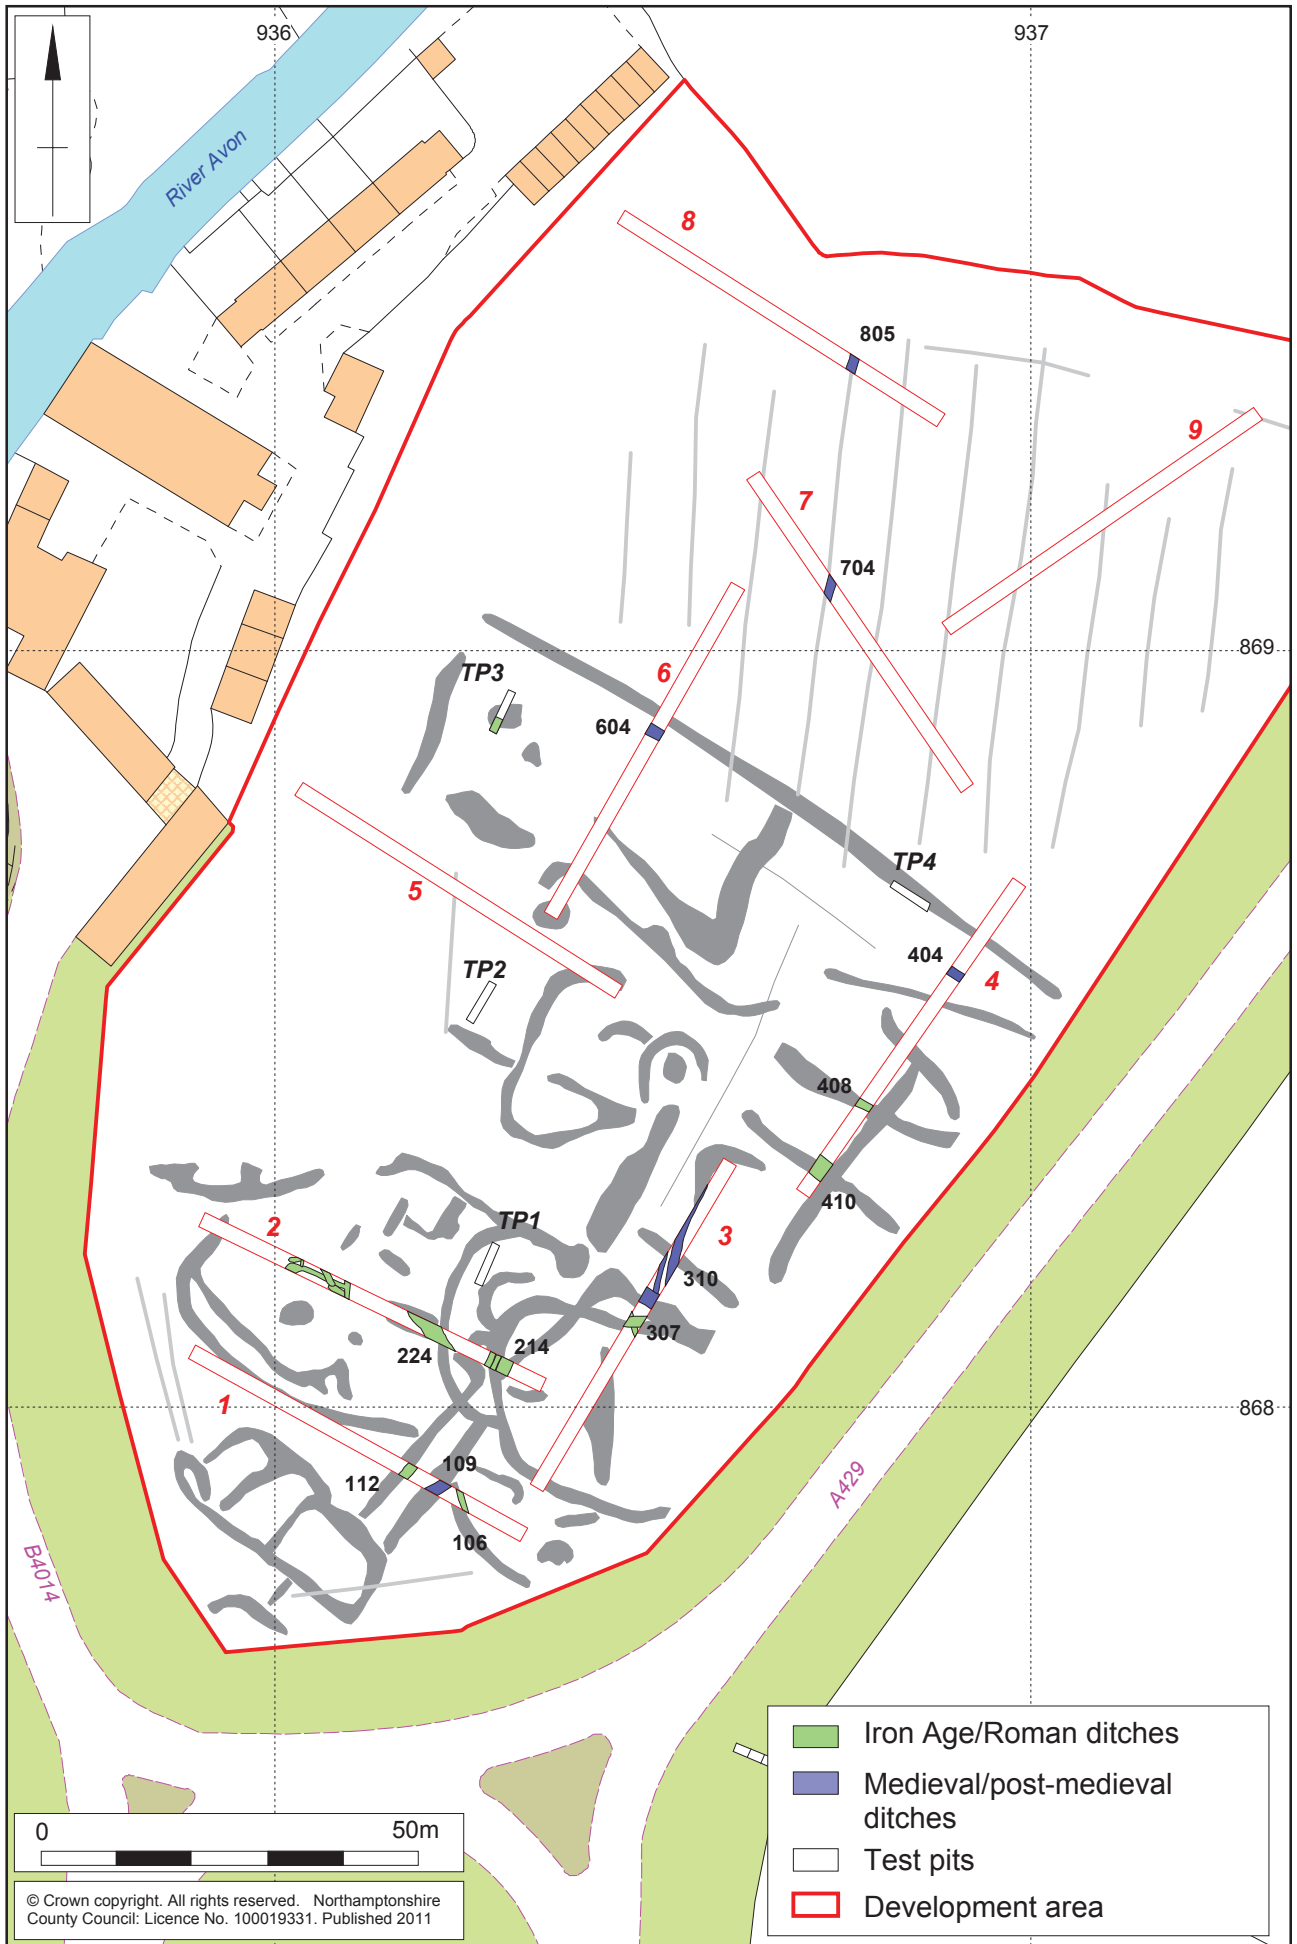 936
937
River Avon
8
805
9
7
704
869
6
TP3
604
5
TP4
404
4
TP2
408
410
2
TP1
3
310
307
214
224
1
109
112
106
A429
868
B4014
Iron Age/Roman ditches
Medieval/post-medieval
ditches
Test pits
Development area
0 50m
© Crown copyright. All rights reserved. Northamptonshire
County Council: Licence No. 100019331. Published 2011